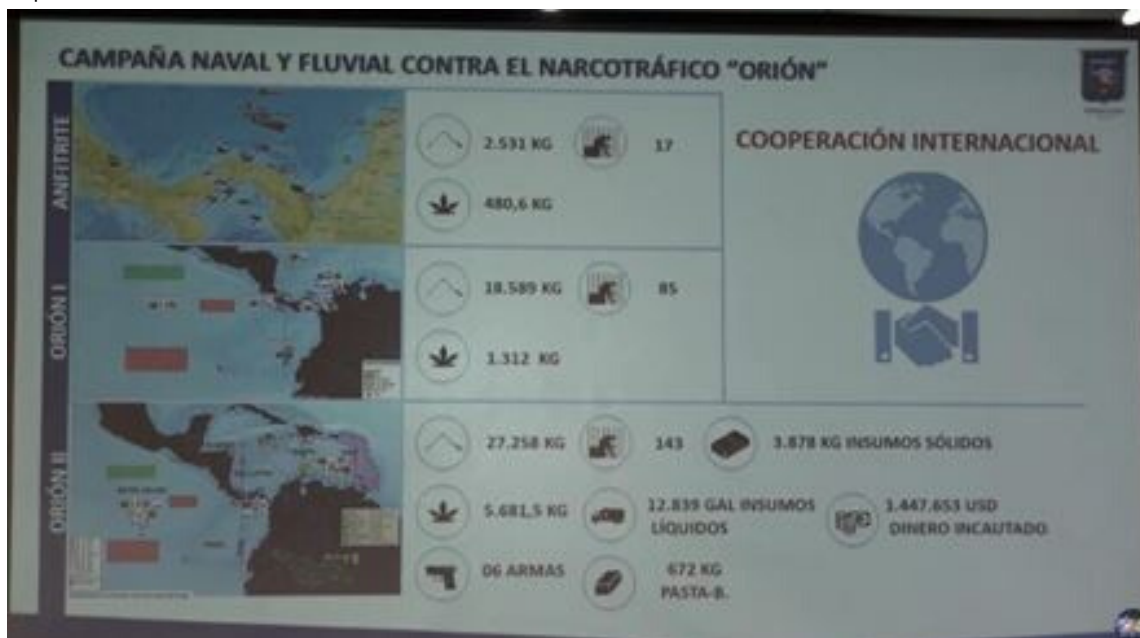 CAMPAÑA NAVAL Y FLUVIAL CONTRA EL NARCOTRÁFICO "ORIÓN"
ANFITRITE
2.531 KG
17
480,6 KG
COOPERACIÓN INTERNACIONAL
ORIÓN I
18.589 KG
85
1.312 KG
ORIÓN II
27.258 KG
143
3.878 KG INSUMOS SÓLIDOS
5.681,5 KG
12.839 GAL INSUMOS
LÍQUIDOS
1.447.653 USD
DINERO INCAUTADO
06 ARMAS
672 KG
PASTA-B.